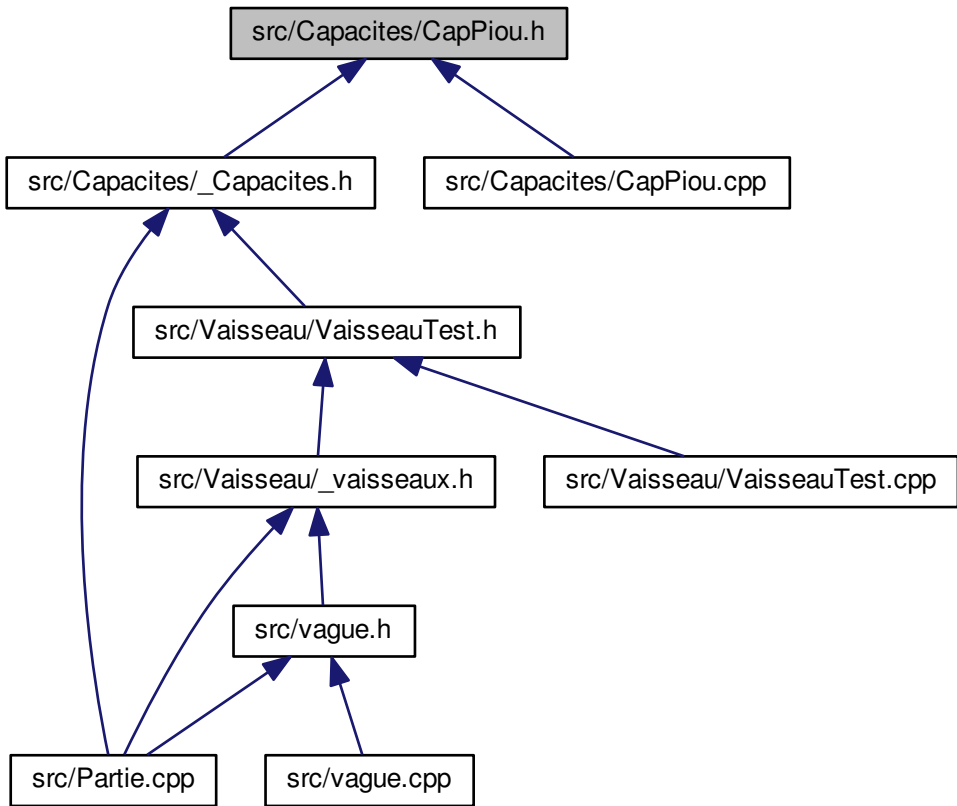 src/Capacites/CapPiou.h
src/Capacites/_Capacites.h
src/Capacites/CapPiou.cpp
src/Vaisseau/VaisseauTest.h
src/Vaisseau/_vaisseaux.h
src/Vaisseau/VaisseauTest.cpp
src/vague.h
src/Partie.cpp
src/vague.cpp